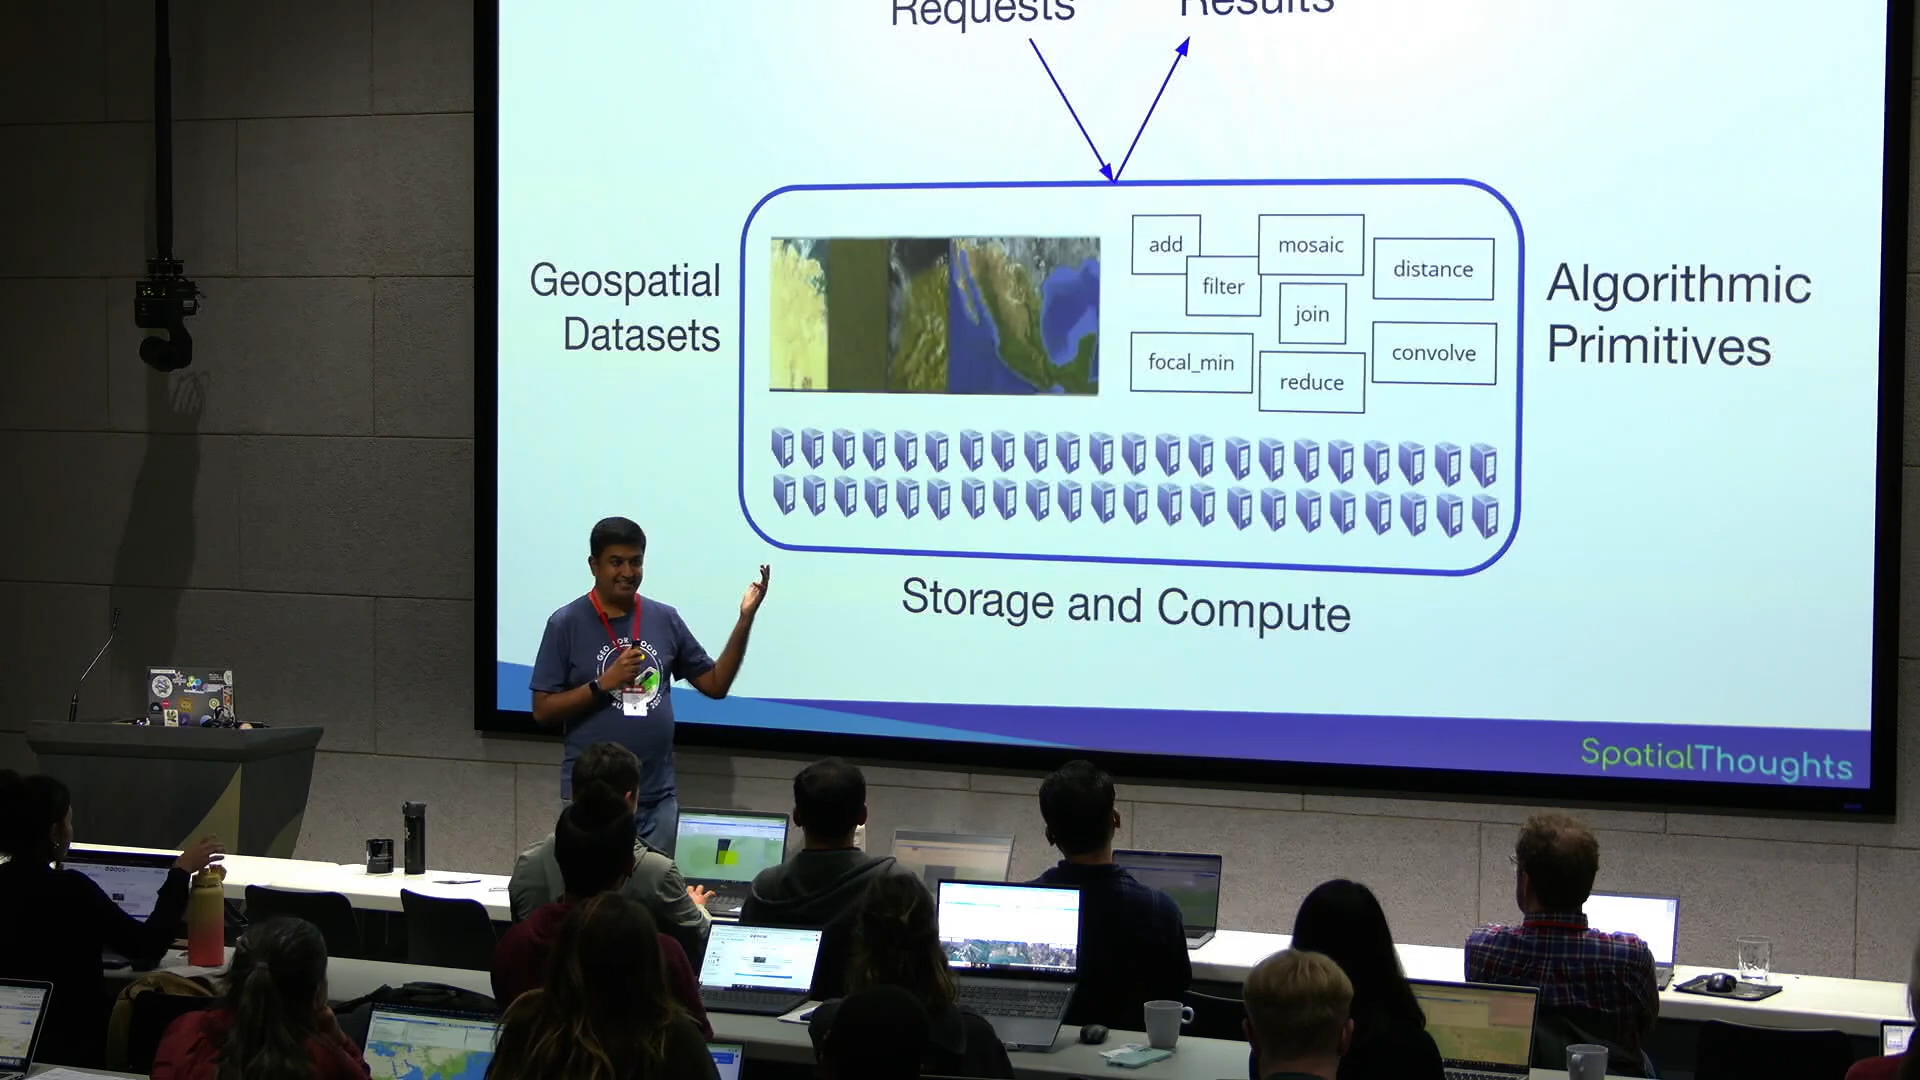 Requests
Results
Geospatial
Datasets
add
mosaic
distance
filter
join
focal_min
reduce
convolve
Algorithmic
Primitives
Storage and Compute
SpatialThoughts